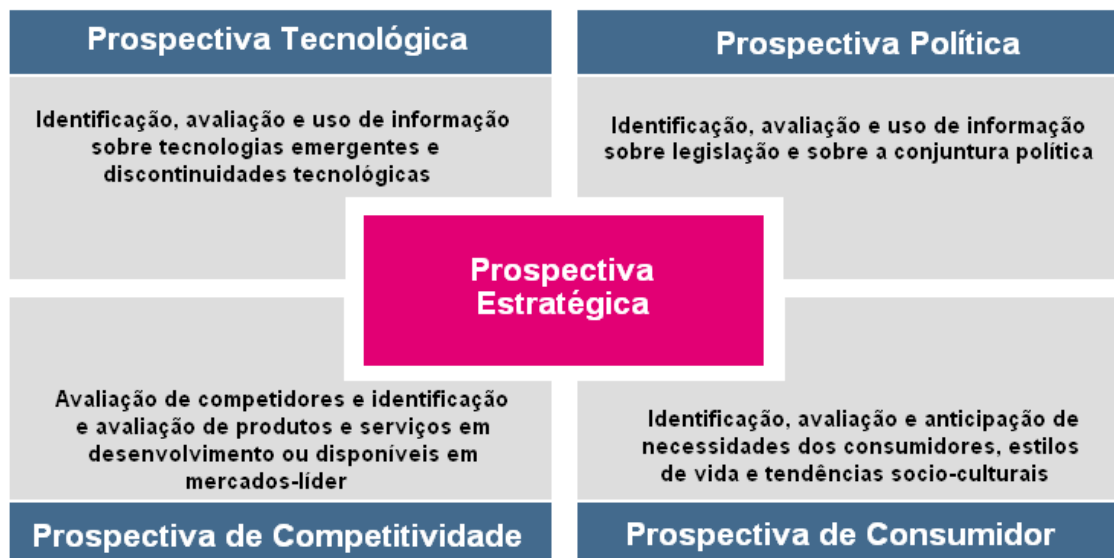 Prospectiva Tecnológica
Identificação, avaliação e uso de informação
sobre tecnologias emergentes e
discontinuidades tecnológicas
Prospectiva Política
Identificação, avaliação e uso de informação
sobre legislação e sobre a conjuntura política
Prospectiva
Estratégica
Avaliação de competidores e identificação
e avaliação de produtos e serviços em
desenvolvimento ou disponíveis em
mercados-líder
Prospectiva de Competitividade
Identificação, avaliação e anticipação de
necessidades dos consumidores, estilos
de vida e tendências socio-culturais
Prospectiva de Consumidor